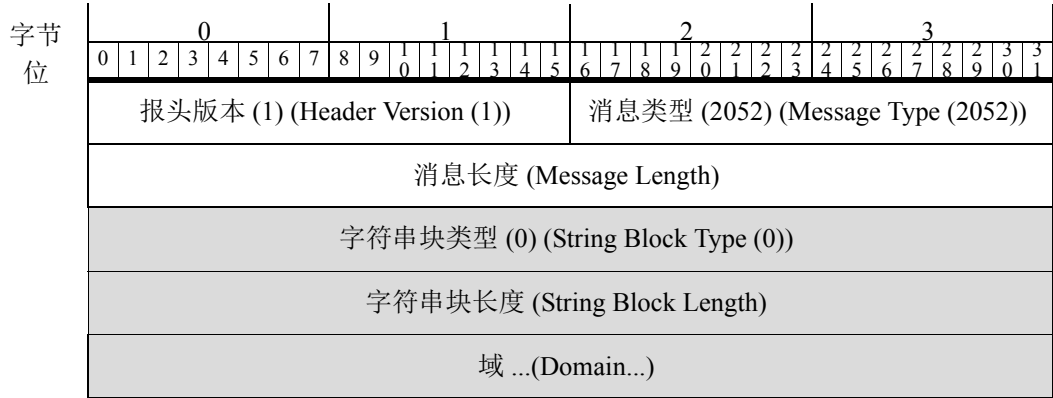 字节 0 1 2 3
位 0 1 2 3 4 5 6 7 8 9 10 11 12 13 14 15 16 17 18 19 20 21 22 23 24 25 26 27 28 29 30 31
报头版本 (1) (Header Version (1)) 消息类型 (2052) (Message Type (2052))
消息长度 (Message Length)
字符串块类型 (0) (String Block Type (0))
字符串块长度 (String Block Length)
域 ...(Domain...)